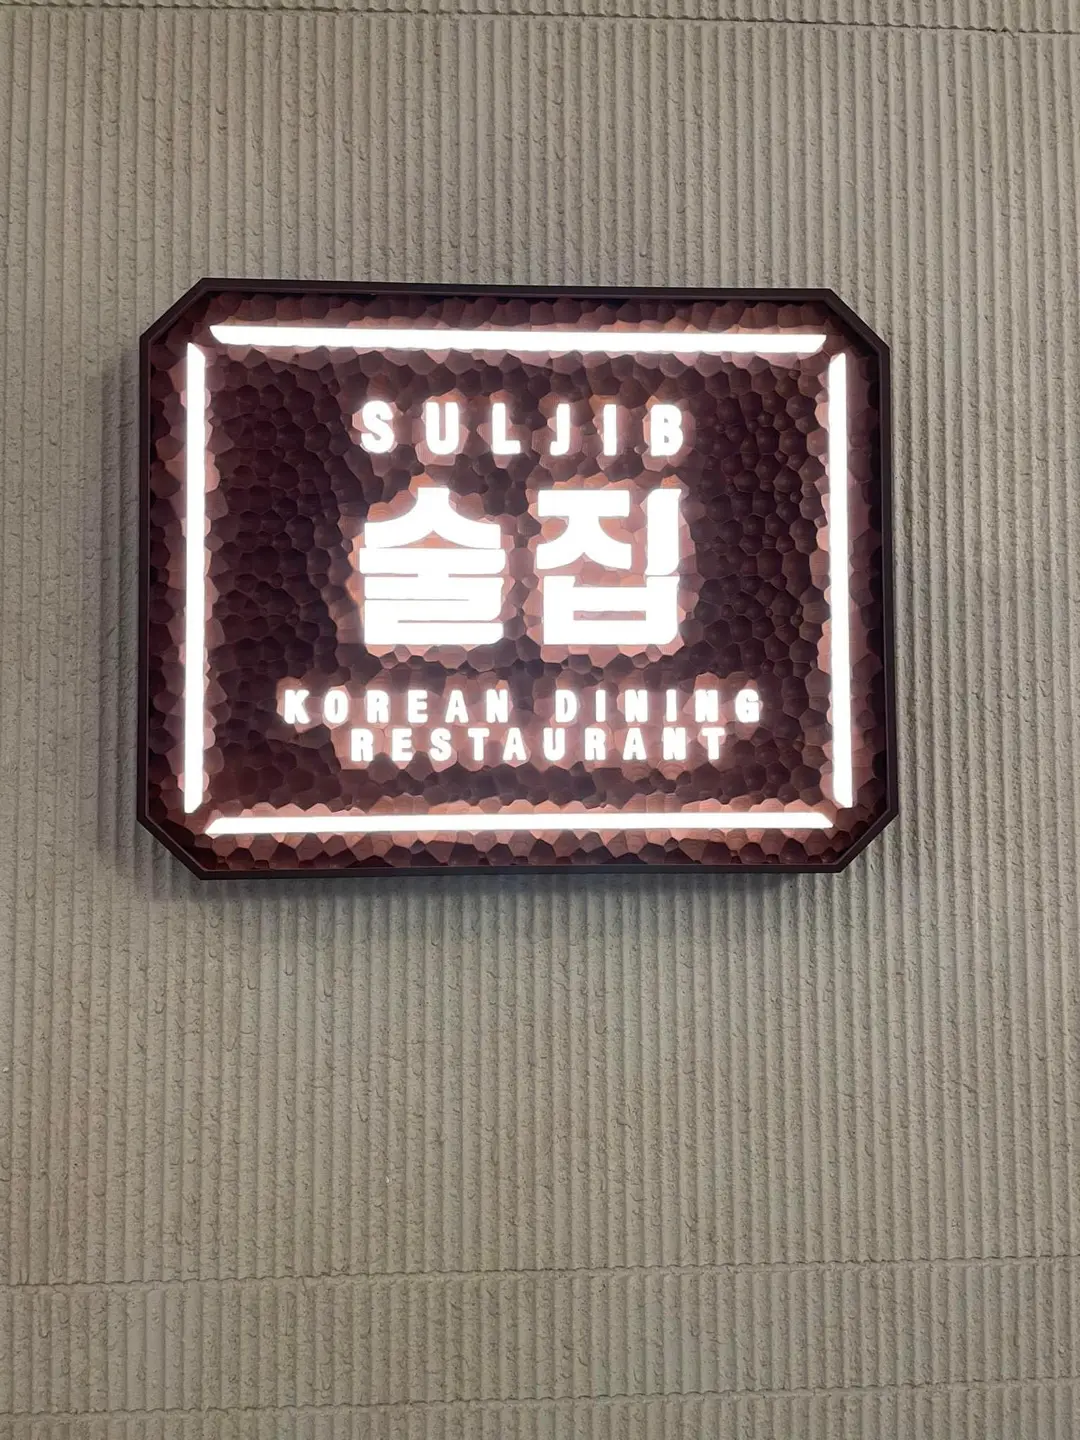 SULJIB
술집
KOREAN DINING
RESTAURANT